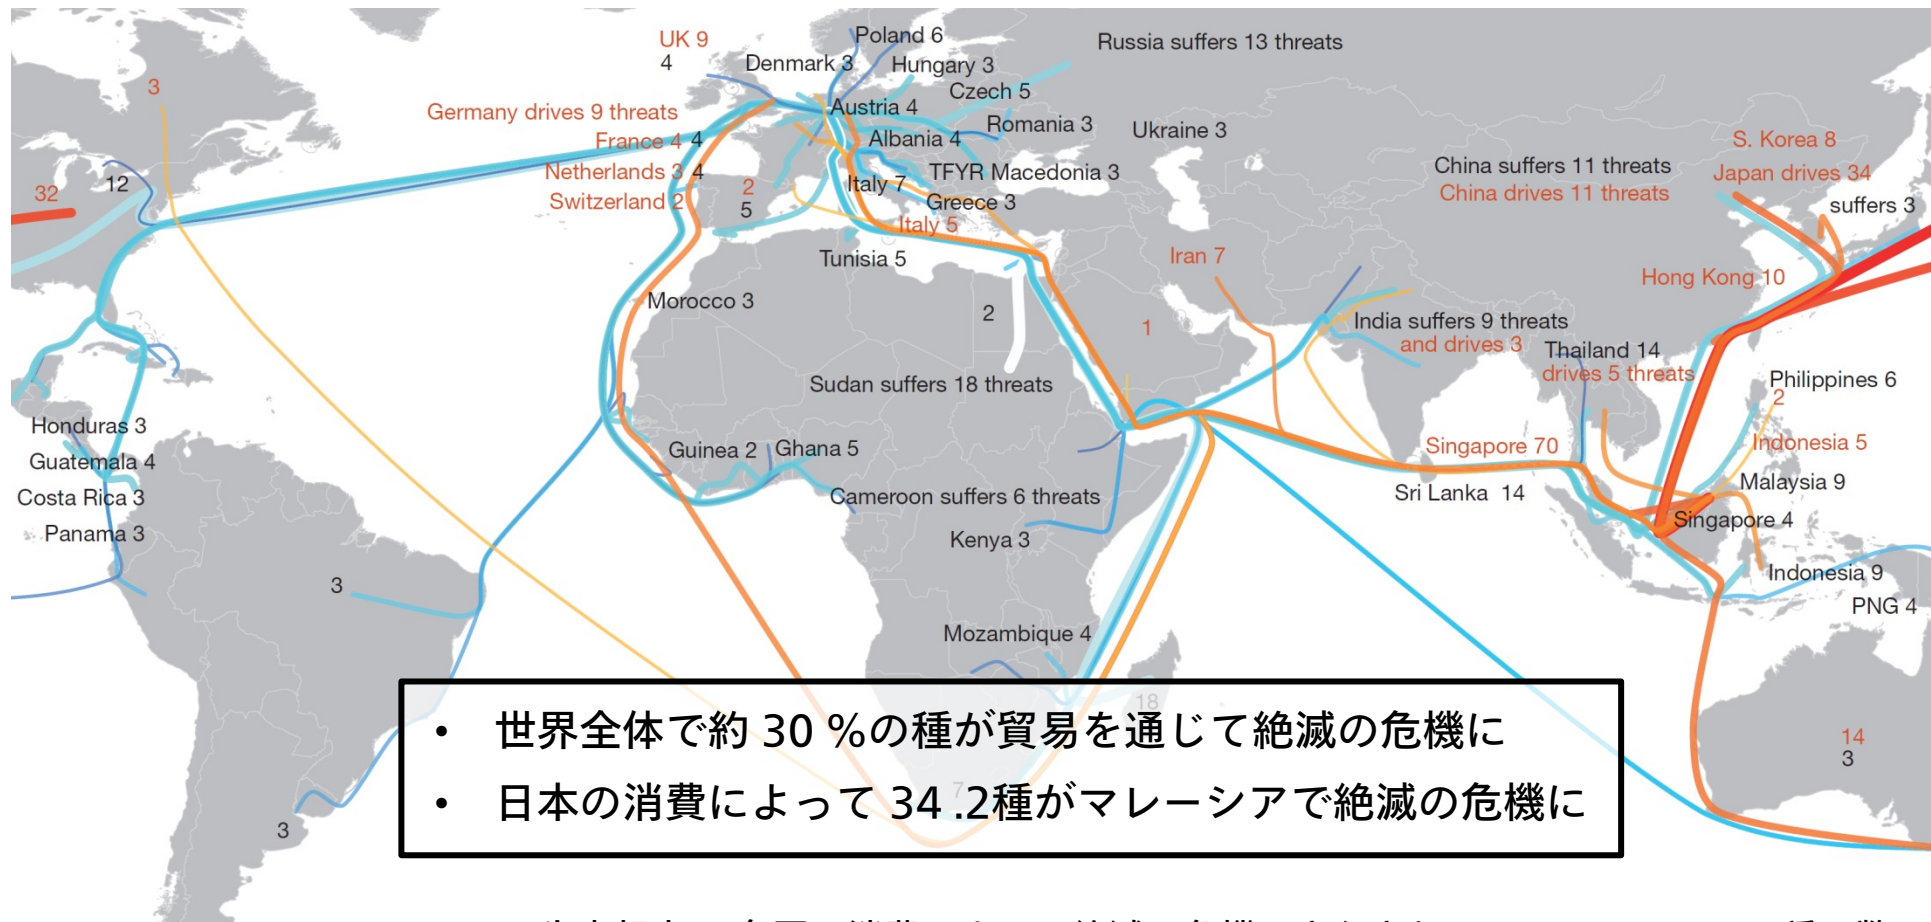 UK 9
4
Poland 6
Denmark 3
Hungary 3
Russia suffers 13 threats
3
Czech 5
Germany drives 9 threats
Austria 4
Romania 3
Ukraine 3
France 4 4
Albania 4
S. Korea 8
China suffers 11 threats
Japan drives 34
Netherlands 3 4
TFYR Macedonia 3
32
12
2
Italy 7
China drives 11 threats
Switzerland 2
5
Greece 3
suffers 3
Italy 5
Tunisia 5
Iran 7
Hong Kong 10
Morocco 3
2
1
India suffers 9 threats
and drives 3
Thailand 14
drives 5 threats
Sudan suffers 18 threats
Philippines 6
2
Honduras 3
Guinea 2
Ghana 5
Singapore 70
Indonesia 5
Guatemala 4
Malaysia 9
Costa Rica 3
Cameroon suffers 6 threats
Sri Lanka 14
Panama 3
Kenya 3
Singapore 4
3
Indonesia 9
PNG 4
Mozambique 4
18
• 世界全体で約 30 %の種が貿易を通じて絶滅の危機に
14
3
7
• 日本の消費によって 34 .2種がマレーシアで絶滅の危機に
3